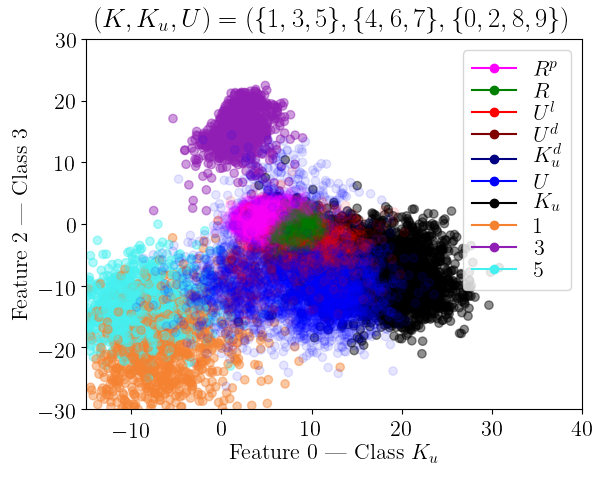 (K, K_u, U) = ({1, 3, 5}, {4, 6, 7}, {0, 2, 8, 9})
30
20
10
0
−10
−20
−30
Feature 2 — Class 3
R^p
R
U^l
U^d
K_u^d
U
K_u
1
3
5
−10
0
10
20
30
40
Feature 0 — Class K_u